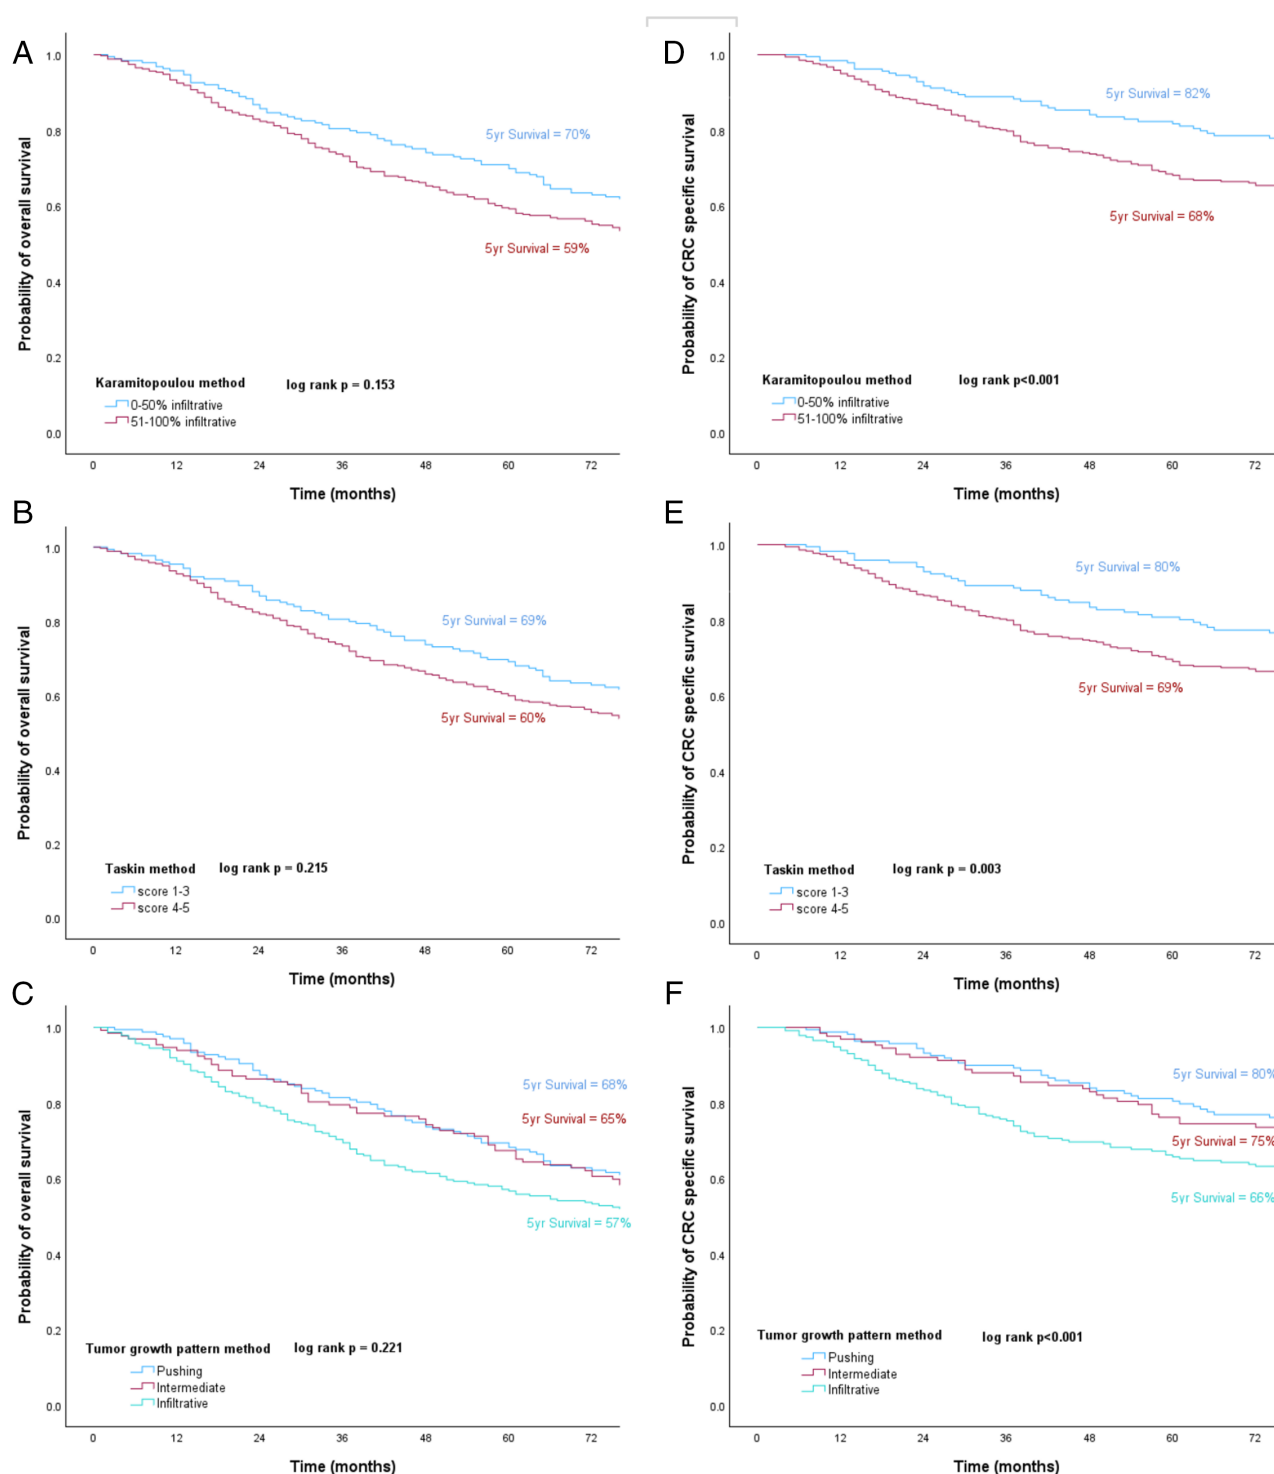 A
Probability of overall survival
1.0
0.8
0.6
0.4
0.2
0.0
5yr Survival = 70%
5yr Survival = 59%
Karamitopoulou method log rank p = 0.153
0-50% infiltrative
51-100% infiltrative
0 12 24 36 48 60 72
Time (months)
D
Probability of CRC specific survival
1.0
0.8
0.6
0.4
0.2
0.0
5yr Survival = 82%
5yr Survival = 68%
Karamitopoulou method log rank p<0.001
0-50% infiltrative
51-100% infiltrative
0 12 24 36 48 60 72
Time (months)
B
Probability of overall survival
1.0
0.8
0.6
0.4
0.2
0.0
5yr Survival = 69%
5yr Survival = 60%
Taskin method log rank p = 0.215
score 1-3
score 4-5
0 12 24 36 48 60 72
Time (months)
E
Probability of CRC specific survival
1.0
0.8
0.6
0.4
0.2
0.0
5yr Survival = 80%
5yr Survival = 69%
Taskin method log rank p = 0.003
score 1-3
score 4-5
0 12 24 36 48 60 72
Time (months)
C
Probability of overall survival
1.0
0.8
0.6
0.4
0.2
0.0
5yr Survival = 68%
5yr Survival = 65%
5yr Survival = 57%
Tumor growth pattern method log rank p = 0.221
Pushing
Intermediate
Infiltrative
0 12 24 36 48 60 72
Time (months)
F
Probability of CRC specific survival
1.0
0.8
0.6
0.4
0.2
0.0
5yr Survival = 80%
5yr Survival = 75%
5yr Survival = 66%
Tumor growth pattern method log rank p<0.001
Pushing
Intermediate
Infiltrative
0 12 24 36 48 60 72
Time (months)